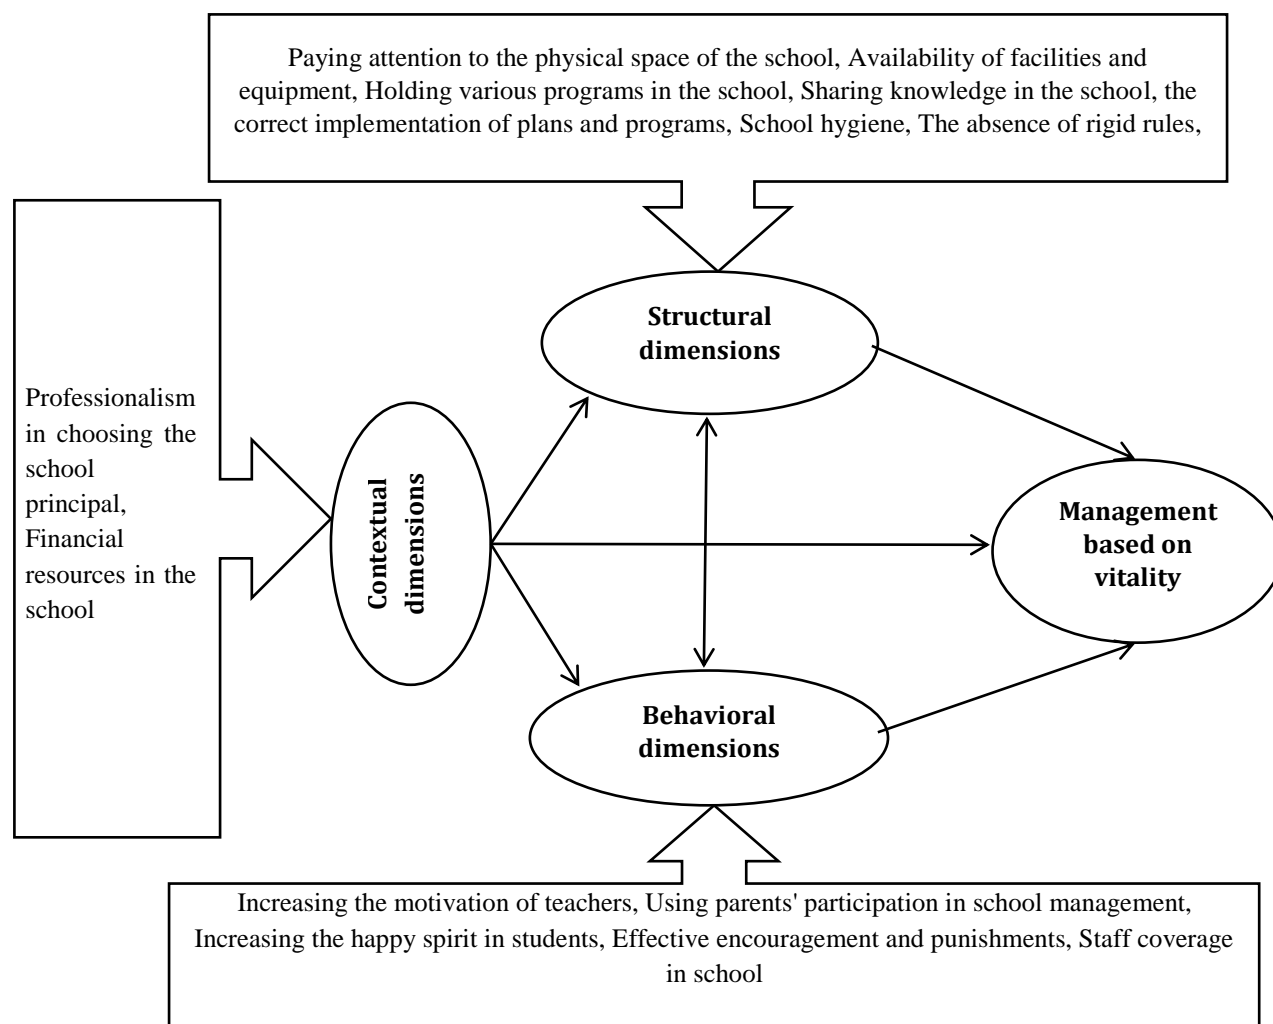 Paying attention to the physical space of the school, Availability of facilities and
equipment, Holding various programs in the school, Sharing knowledge in the school, the
correct implementation of plans and programs, School hygiene, The absence of rigid rules,
Structural
dimensions
Professionalism
in choosing the
school
principal,
Financial
resources in the
school
Contextual
dimensions
Management
based on
vitality
Behavioral
dimensions
Increasing the motivation of teachers, Using parents' participation in school management,
Increasing the happy spirit in students, Effective encouragement and punishments, Staff coverage
in school